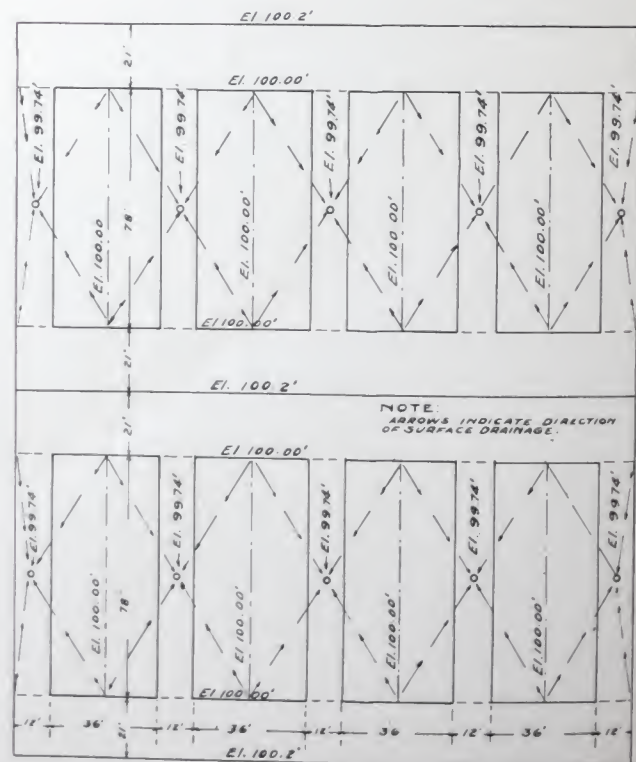 El 100.2'
21'
El. 100.00'
El. 99.74'
El. 99.74'
El. 99.74'
El. 99.74'
El. 99.74'
El. 100.00
78'
El. 100.00'
El. 100.00'
El. 100.00'
El 100.00'
21'
El. 100.2'
NOTE:
ARROWS INDICATE DIRECTION
OF SURFACE DRAINAGE.
21'
El. 100.00'
El. 99.74'
El. 99.74'
El. 99.74'
El. 99.74'
El. 99.74'
El. 100.00'
78'
El. 100.00'
El. 100.00'
El. 100.00'
El 100.00'
12' 36' 12' 36' 12' 36 12' 36' 12'
21'
El. 100.2'